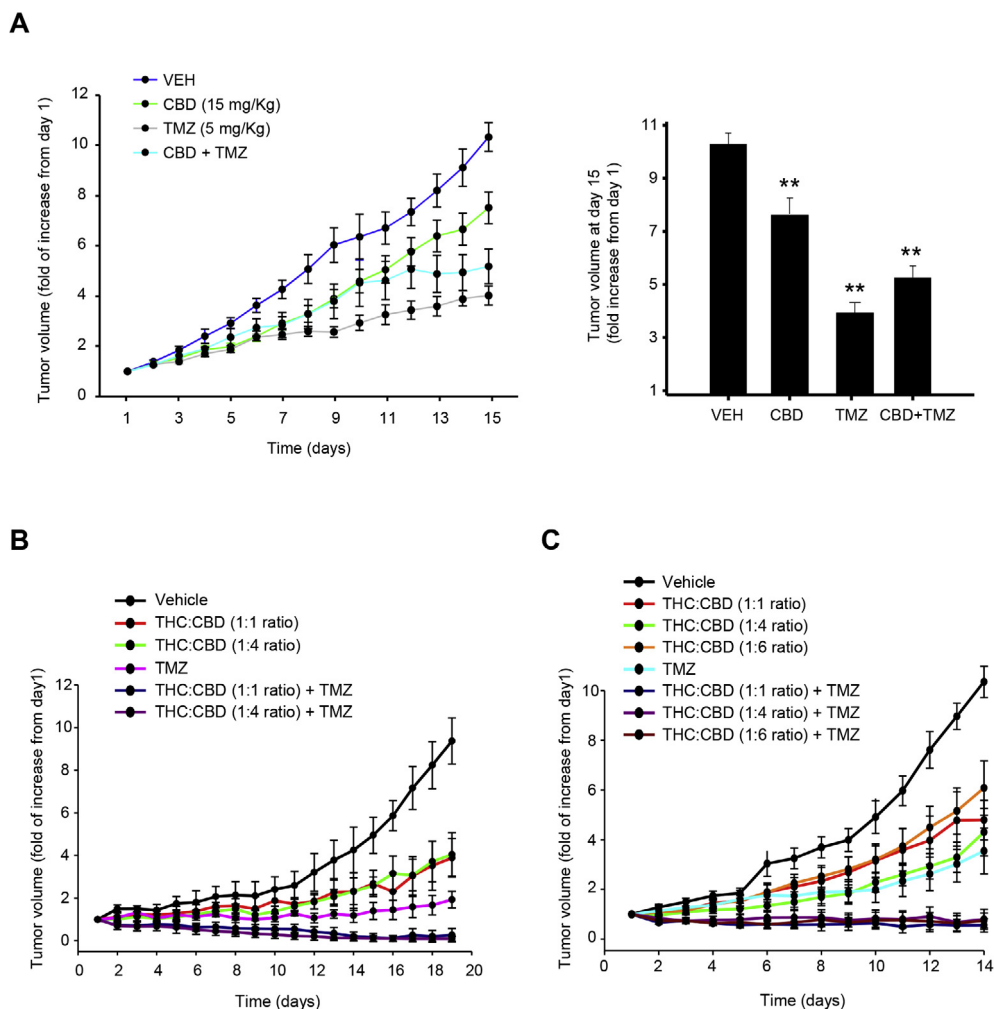 A
VEH
CBD (15 mg/Kg)
TMZ (5 mg/Kg)
CBD + TMZ
Tumor volume (fold of increase from day 1)
12
10
8
6
4
2
0
1 3 5 7 9 11 13 15
Time (days)
Tumor volume at day 15
(fold increase from day 1)
11
9
7
5
3
1
**
**
**
VEH CBD TMZ CBD+TMZ
B
Vehicle
THC:CBD (1:1 ratio)
THC:CBD (1:4 ratio)
TMZ
THC:CBD (1:1 ratio) + TMZ
THC:CBD (1:4 ratio) + TMZ
Tumor volume (fold of increase from day1)
12
10
8
6
4
2
0
0 2 4 6 8 10 12 14 16 18 20
Time (days)
C
Vehicle
THC:CBD (1:1 ratio)
THC:CBD (1:4 ratio)
THC:CBD (1:6 ratio)
TMZ
THC:CBD (1:1 ratio) + TMZ
THC:CBD (1:4 ratio) + TMZ
THC:CBD (1:6 ratio) + TMZ
Tumor volume (fold of increase from day1)
10
8
6
4
2
0
0 2 4 6 8 10 12 14
Time (days)